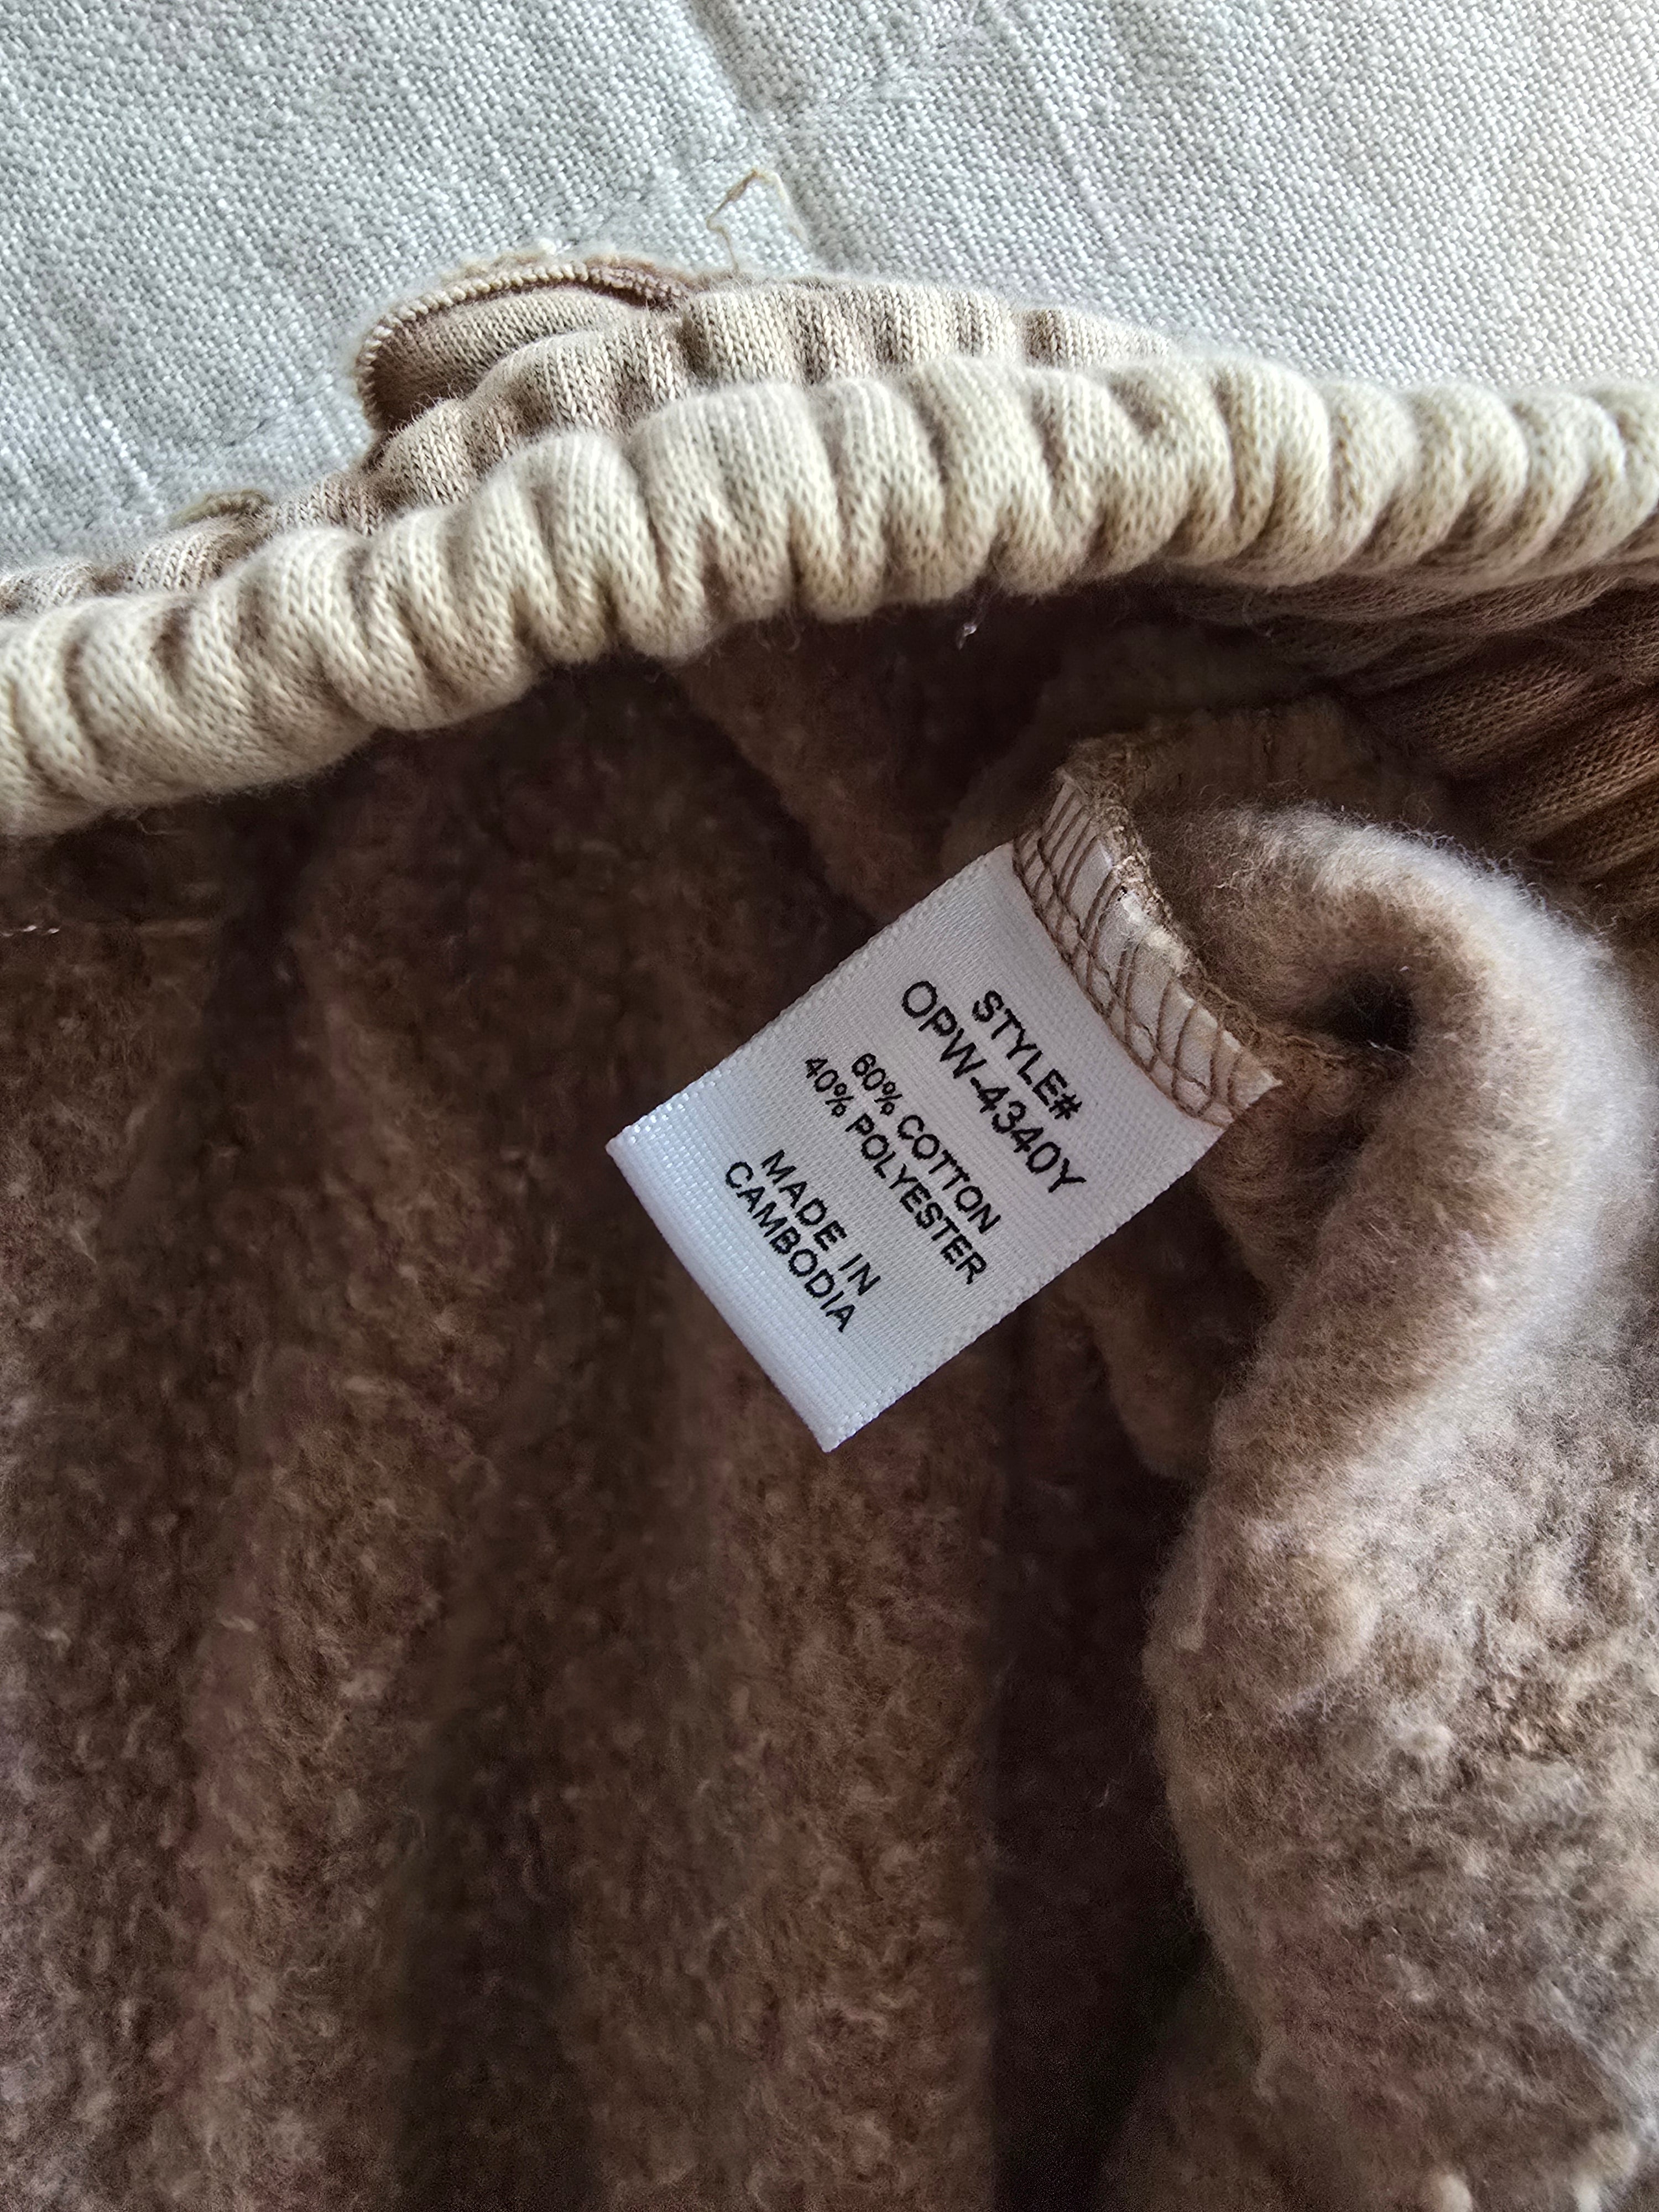 STYLE#
OPW-4340Y
60% COTTON
40% POLYESTER
MADE IN
CAMBODIA